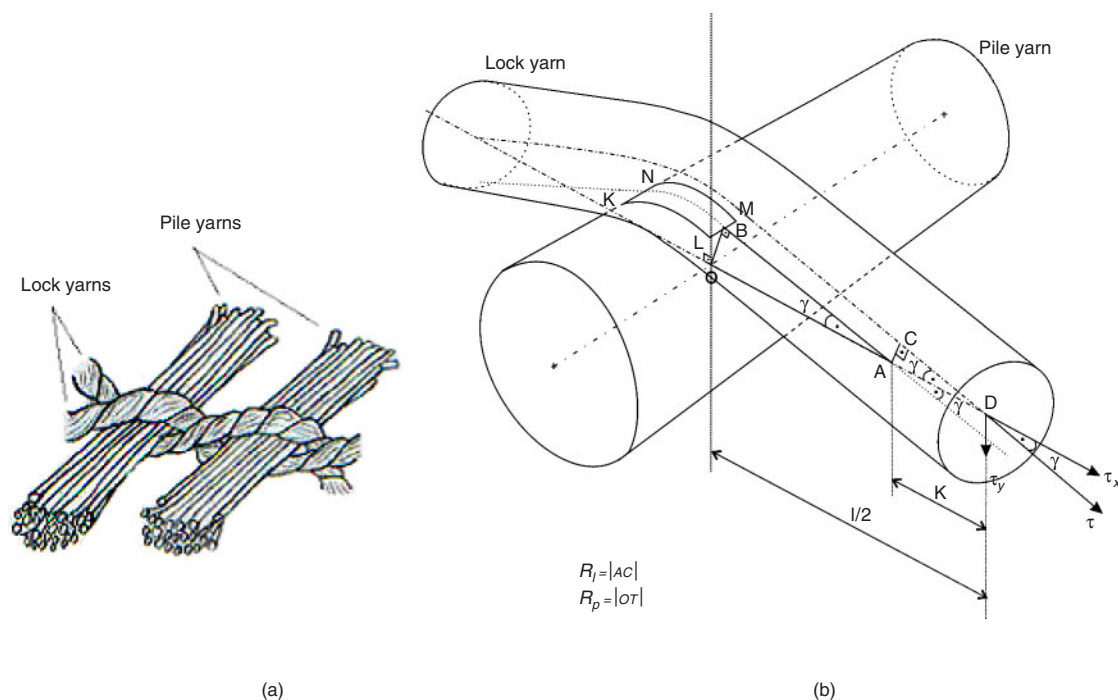 Lock yarn
Pile yarn
N
K
M
B
L
O
γ
C
A
γ
γ
D
γ
τx
τy
τ
K
l/2
Pile yarns
Lock yarns
Rl=|AC|
Rp=|OT|
(a)
(b)